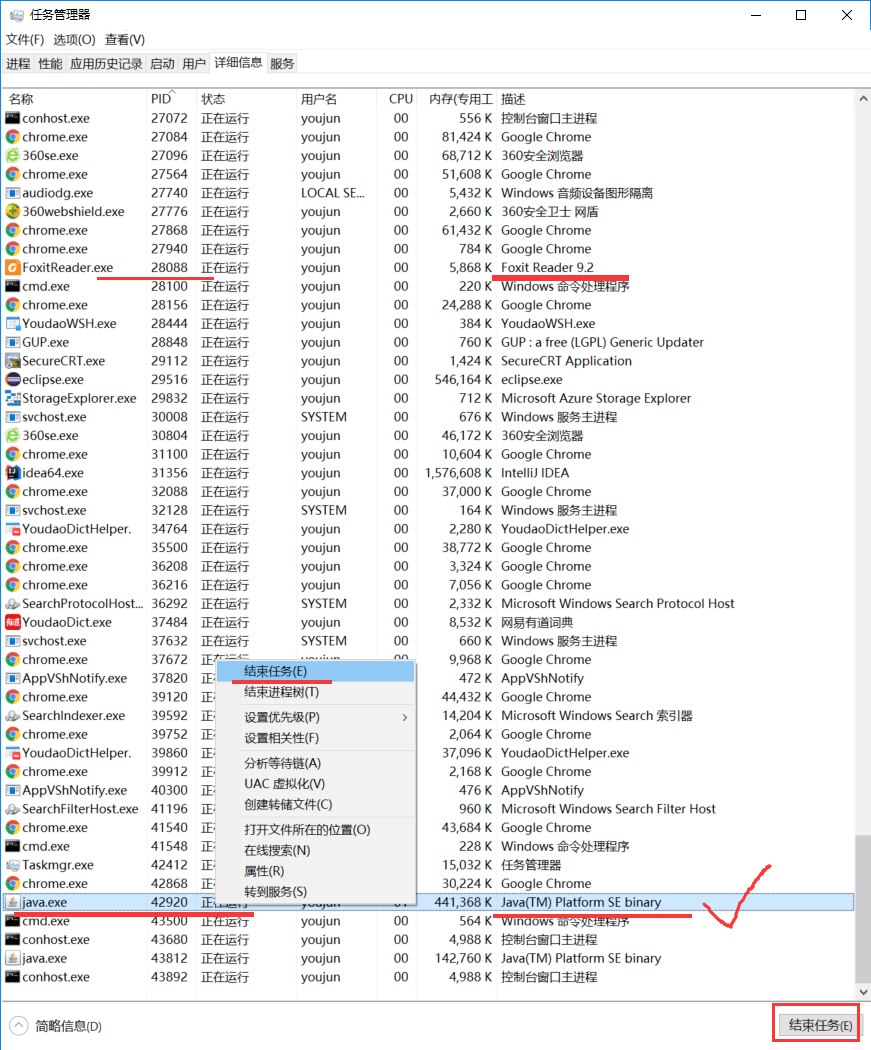 任务管理器
文件(F) 选项(O) 查看(V)
进程 性能 应用历史记录 启动 用户 详细信息 服务
名称 PID 状态 用户名 CPU 内存(专用工 描述
conhost.exe 27072 正在运行 youjun 00 556 K 控制台窗口主进程
chrome.exe 27084 正在运行 youjun 00 81,424 K Google Chrome
360se.exe 27096 正在运行 youjun 00 68,712 K 360安全浏览器
chrome.exe 27564 正在运行 youjun 00 51,608 K Google Chrome
audiodg.exe 27740 正在运行 LOCAL SE... 00 5,432 K Windows 音频设备图形隔离
360webshield.exe 27776 正在运行 youjun 00 2,660 K 360安全卫士 网盾
chrome.exe 27868 正在运行 youjun 00 61,432 K Google Chrome
chrome.exe 27940 正在运行 youjun 00 784 K Google Chrome
FoxitReader.exe 28088 正在运行 youjun 00 5,868 K Foxit Reader 9.2
cmd.exe 28100 正在运行 youjun 00 220 K Windows 命令处理程序
chrome.exe 28156 正在运行 youjun 00 24,288 K Google Chrome
YoudaoWSH.exe 28444 正在运行 youjun 00 384 K YoudaoWSH.exe
GUP.exe 28848 正在运行 youjun 00 760 K GUP : a free (LGPL) Generic Updater
SecureCRT.exe 29112 正在运行 youjun 00 1,424 K SecureCRT Application
eclipse.exe 29516 正在运行 youjun 00 546,164 K eclipse.exe
StorageExplorer.exe 29832 正在运行 youjun 00 712 K Microsoft Azure Storage Explorer
svchost.exe 30008 正在运行 SYSTEM 00 676 K Windows 服务主进程
360se.exe 30804 正在运行 youjun 00 46,172 K 360安全浏览器
chrome.exe 31100 正在运行 youjun 00 10,604 K Google Chrome
idea64.exe 31356 正在运行 youjun 00 1,576,608 K IntelliJ IDEA
chrome.exe 32088 正在运行 youjun 00 37,000 K Google Chrome
svchost.exe 32128 正在运行 SYSTEM 00 164 K Windows 服务主进程
YoudaoDictHelper. 34764 正在运行 youjun 00 2,280 K YoudaoDictHelper.exe
chrome.exe 35500 正在运行 youjun 00 38,772 K Google Chrome
chrome.exe 36208 正在运行 youjun 00 3,324 K Google Chrome
chrome.exe 36216 正在运行 youjun 00 7,056 K Google Chrome
SearchProtocolHost... 36292 正在运行 SYSTEM 00 2,332 K Microsoft Windows Search Protocol Host
YoudaoDict.exe 37484 正在运行 youjun 00 8,532 K 网易有道词典
svchost.exe 37632 正在运行 SYSTEM 00 660 K Windows 服务主进程
chrome.exe 37672 正在运行 youjun 00 9,968 K Google Chrome
AppVShNotify.exe 37820 正在 472 K AppVShNotify
chrome.exe 39120 正在 44,432 K Google Chrome
SearchIndexer.exe 39592 正在 14,204 K Microsoft Windows Search 索引器
chrome.exe 39752 正在 2,064 K Google Chrome
YoudaoDictHelper. 39860 正在 37,096 K YoudaoDictHelper.exe
chrome.exe 39912 正在 2,168 K Google Chrome
AppVShNotify.exe 40300 正在 476 K AppVShNotify
SearchFilterHost.exe 41196 正在 960 K Microsoft Windows Search Filter Host
chrome.exe 41540 正在 43,684 K Google Chrome
cmd.exe 41548 正在 228 K Windows 命令处理程序
Taskmgr.exe 42412 正在 15,032 K 任务管理器
chrome.exe 42868 正在 30,224 K Google Chrome
java.exe 42920 正在运行 youjun 01 441,368 K Java(TM) Platform SE binary
cmd.exe 43500 正在运行 youjun 00 564 K Windows 命令处理程序
conhost.exe 43680 正在运行 youjun 00 4,988 K 控制台窗口主进程
java.exe 43812 正在运行 youjun 00 142,760 K Java(TM) Platform SE binary
conhost.exe 43892 正在运行 youjun 00 4,988 K 控制台窗口主进程
结束任务(E)
结束进程树(T)
设置优先级(P)
设置相关性(F)
分析等待链(A)
UAC 虚拟化(V)
创建转储文件(C)
打开文件所在的位置(O)
在线搜索(N)
属性(R)
转到服务(S)
简略信息(D)
结束任务(E)